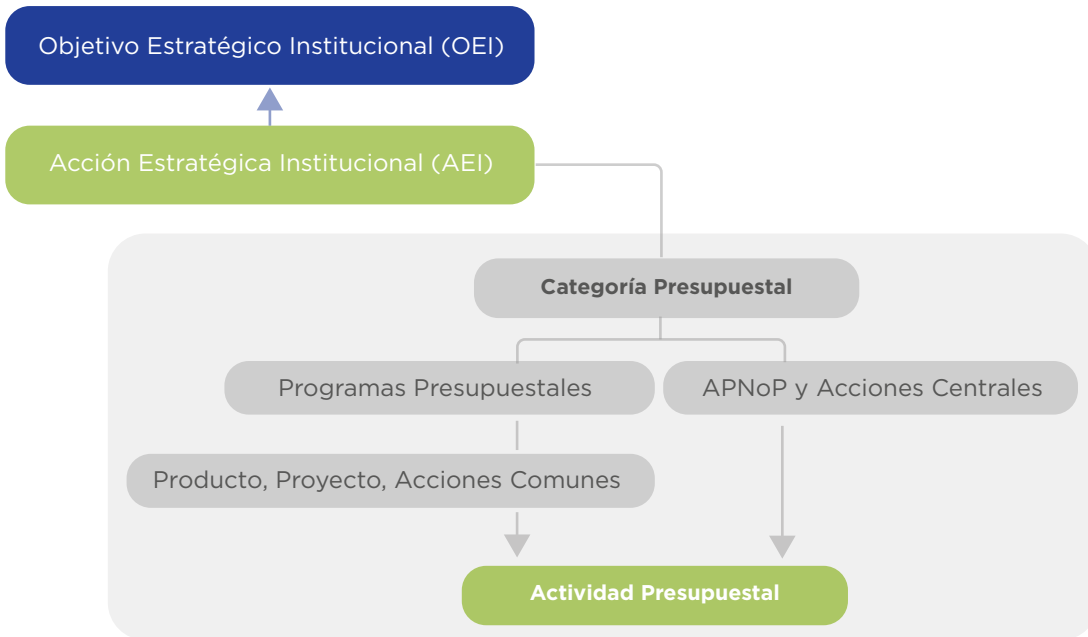 Objetivo Estratégico Institucional (OEI)
Acción Estratégica Institucional (AEI)
Categoría Presupuestal
Programas Presupuestales
APNoP y Acciones Centrales
Producto, Proyecto, Acciones Comunes
Actividad Presupuestal